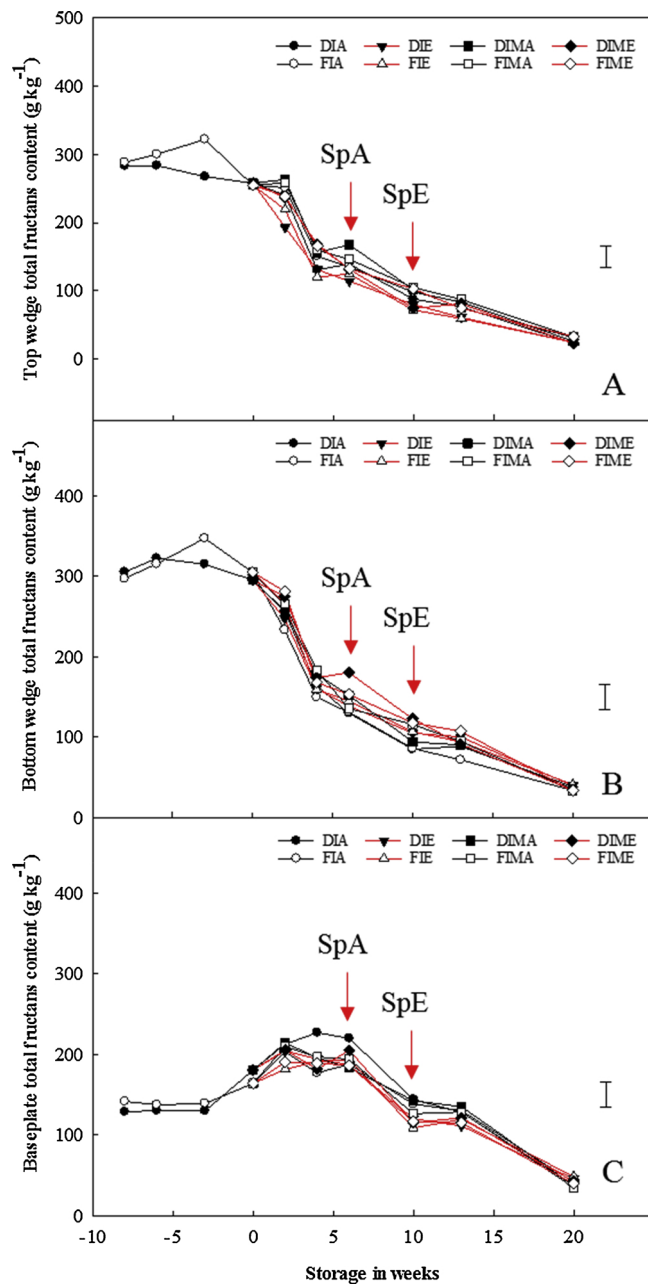 500
DIA DIE DIMA DIME
FIA FIE FIMA FIME
400
SpA
300
SpE
200
100
0
A
Top wedge total fructans content (g kg-1)
DIA DIE DIMA DIME
FIA FIE FIMA FIME
400
SpA
300
SpE
200
100
0
B
Bottom wedge total fructans content (g kg-1)
DIA DIE DIMA DIME
FIA FIE FIMA FIME
400
SpA
300
SpE
200
100
0
C
Baseplate total fructans content (g kg-1)
-10 -5 0 5 10 15 20
Storage in weeks